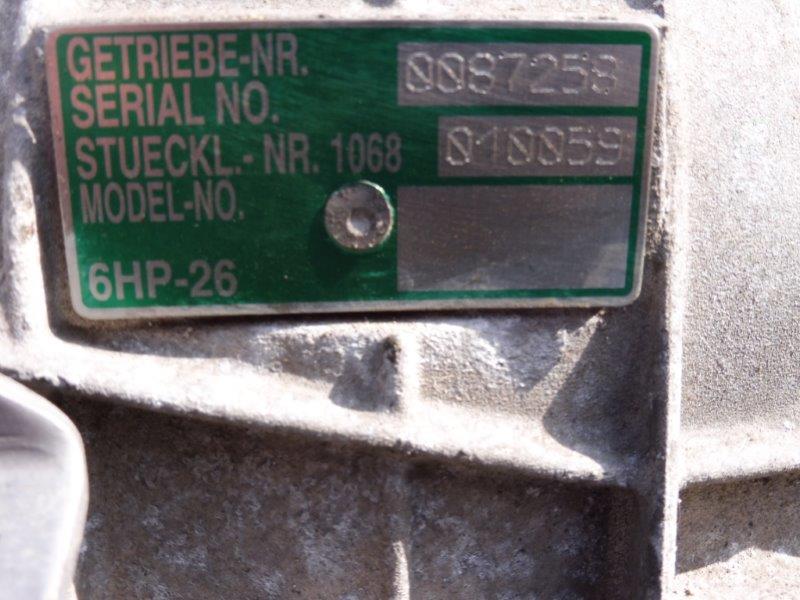 GETRIEBE-NR. 0087258
SERIAL NO.
STUECKL.- NR. 1068 010059
MODEL-NO.
6HP-26